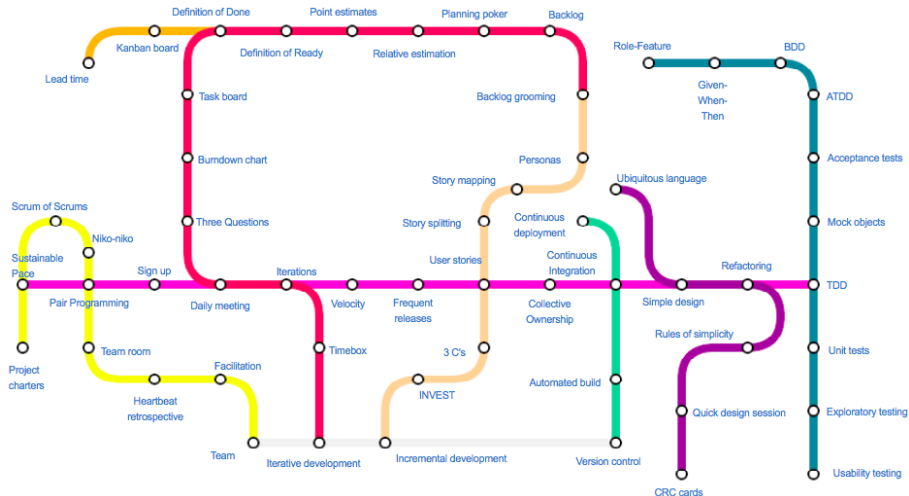 Definition of Done
Point estimates
Planning poker
Backlog
Kanban board
Definition of Ready
Relative estimation
Role-Feature
BDD
Lead time
Given-
When-
Then
Task board
Backlog grooming
ATDD
Burndown chart
Personas
Acceptance tests
Story mapping
Ubiquitous language
Scrum of Scrums
Three Questions
Story splitting
Continuous
deployment
Mock objects
Niko-niko
Sustainable
Pace
Sign up
Iterations
User stories
Continuous
Integration
Refactoring
TDD
Pair Programming
Daily meeting
Velocity
Frequent
releases
Collective
Ownership
Simple design
Rules of simplicity
Project
charters
Team room
Timebox
3 C's
Unit tests
Facilitation
Automated build
Heartbeat
retrospective
INVEST
Quick design session
Exploratory testing
Team
Iterative development
Incremental development
Version control
Usability testing
CRC cards